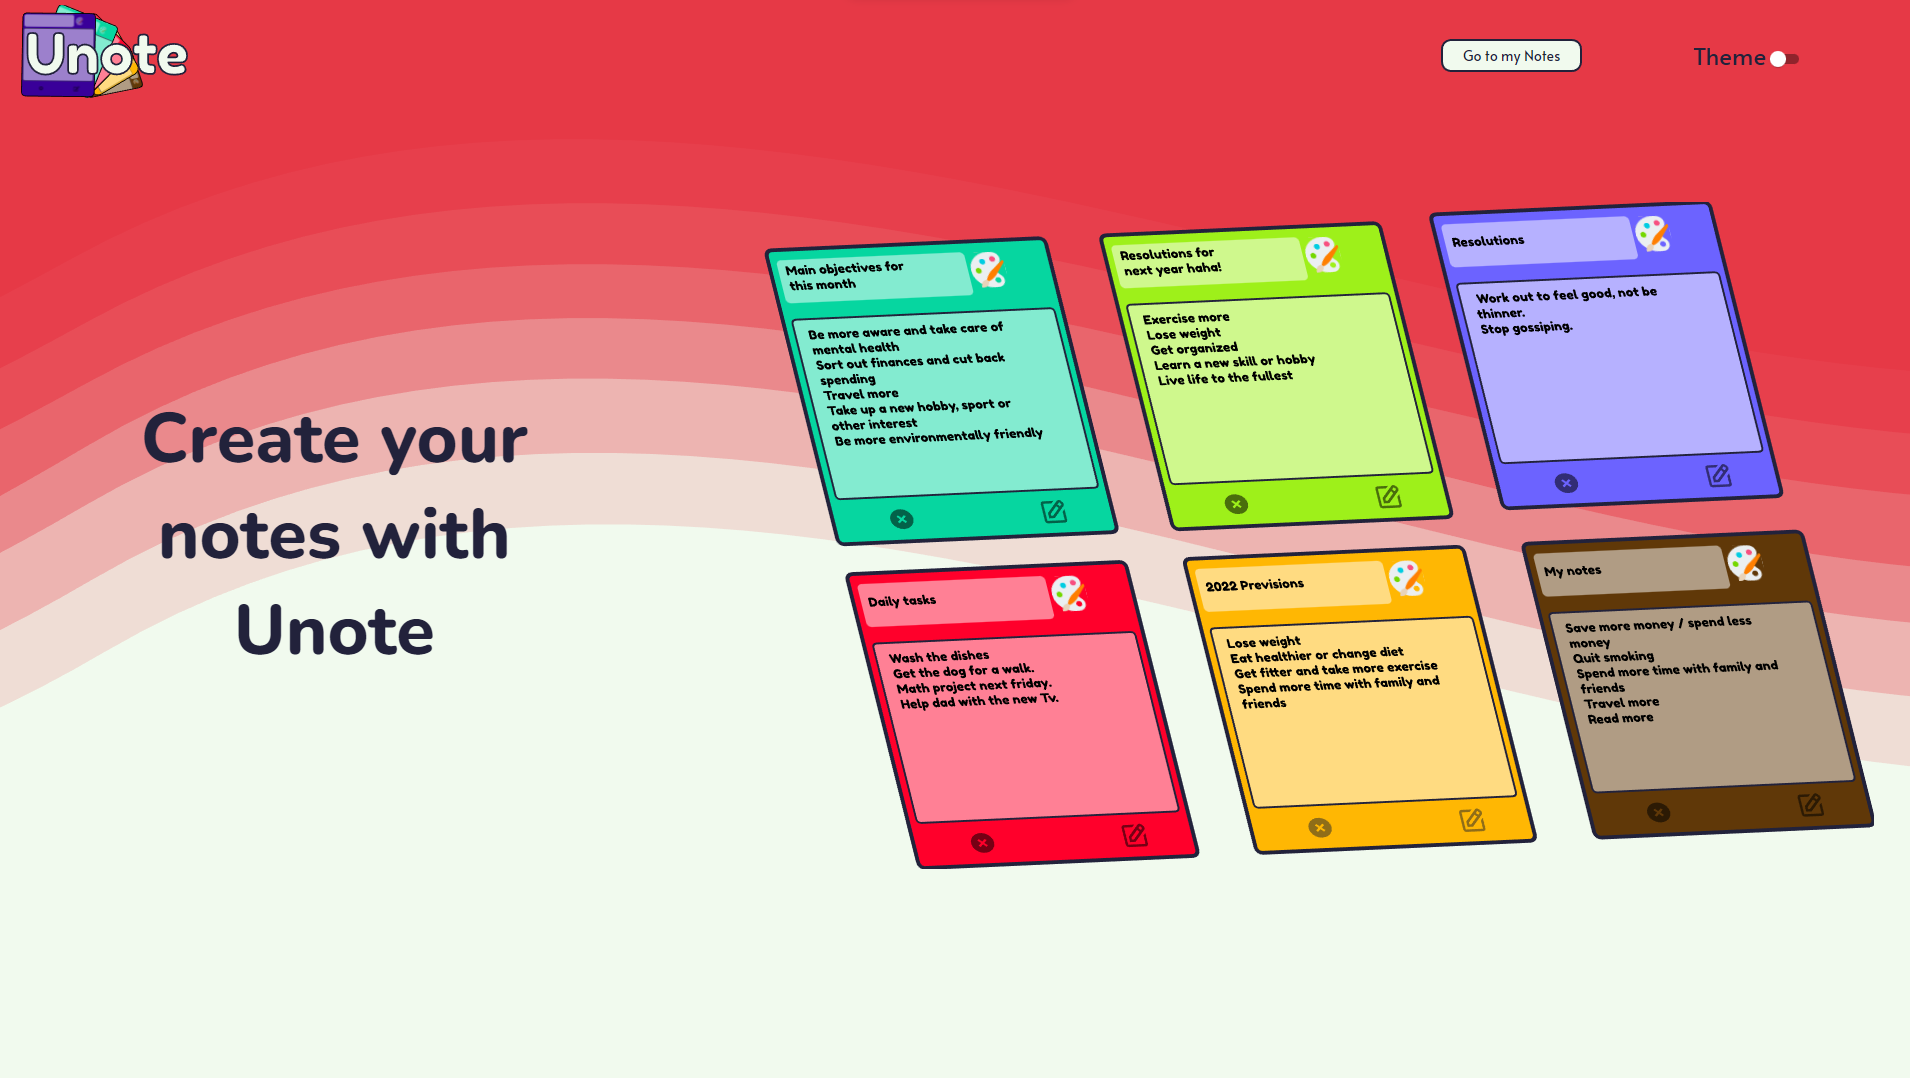 Unote
Go to my Notes
Theme
Create your
notes with
Unote
Main objectives for
this month
Be more aware and take care of
mental health
Sort out finances and cut back
spending
Travel more
Take up a new hobby, sport or
other interest
Be more environmentally friendly
Resolutions for
next year haha!
Exercise more
Lose weight
Get organized
Learn a new skill or hobby
Live life to the fullest
Resolutions
Work out to feel good, not be
thinner.
Stop gossiping.
Daily tasks
Wash the dishes
Get the dog for a walk.
Math project next friday.
Help dad with the new Tv.
2022 Previsions
Lose weight
Eat healthier or change diet
Get fitter and take more exercise
Spend more time with family and
friends
My notes
Save more money / spend less
money
Quit smoking
Spend more time with family and
friends
Travel more
Read more